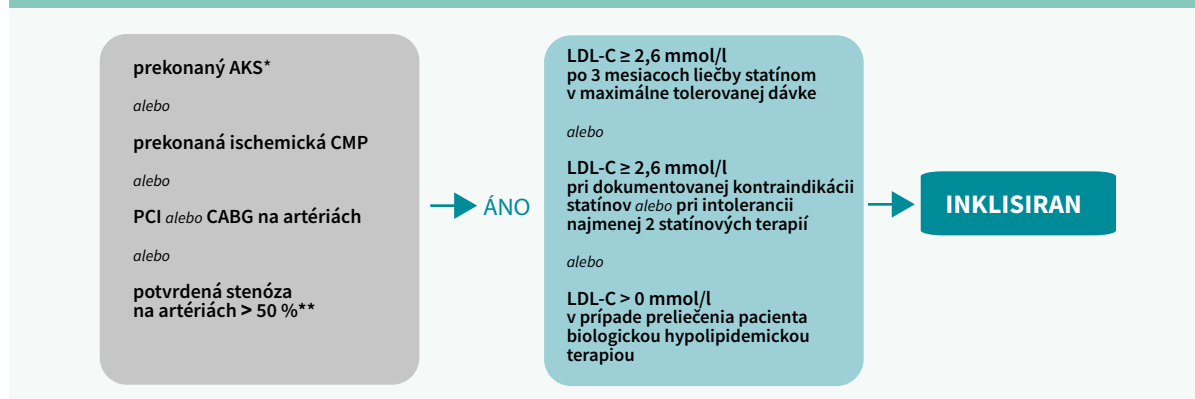 prekonaný AKS*
alebo
prekonaná ischemická CMP
alebo
PCI alebo CABG na artériách
alebo
potvrdená stenóza
na artériách > 50 %**
ÁNO
LDL-C ≥ 2,6 mmol/l
po 3 mesiacoch liečby statínom
v maximálne tolerovanej dávke
alebo
LDL-C ≥ 2,6 mmol/l
pri dokumentovanej kontraindikácii
statínov alebo pri intolerancii
najmenej 2 statínových terapií
alebo
LDL-C > 0 mmol/l
v prípade preliečenia pacienta
biologickou hypolipidemickou
terapiou
INKLISIRAN